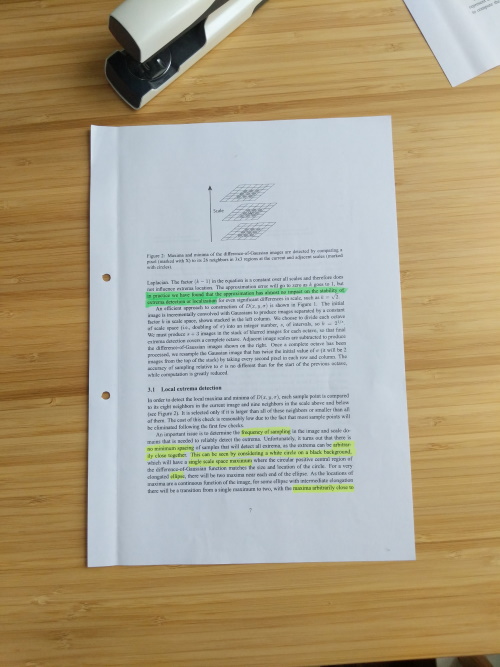 Scale
Figure 2: Maxima and minima of the difference-of-Gaussian images are detected by comparing a
pixel (marked with X) to its 26 neighbors in 3x3 regions at the current and adjacent scales (marked
with circles).
Laplacian. The factor (k − 1) in the equation is a constant over all scales and therefore does
not influence extrema location. The approximation error will go to zero as k goes to 1, but
in practice we have found that the approximation has almost no impact on the stability of
extrema detection or localization for even significant differences in scale, such as k = √2.
An efficient approach to construction of D(x, y, σ) is shown in Figure 1. The initial
image is incrementally convolved with Gaussians to produce images separated by a constant
factor k in scale space, shown stacked in the left column. We choose to divide each octave
of scale space (i.e., doubling of σ) into an integer number, s, of intervals, so k = 2^{1/s}.
We must produce s + 3 images in the stack of blurred images for each octave, so that final
extrema detection covers a complete octave. Adjacent image scales are subtracted to produce
the difference-of-Gaussian images shown on the right. Once a complete octave has been
processed, we resample the Gaussian image that has twice the initial value of σ (it will be 2
images from the top of the stack) by taking every second pixel in each row and column. The
accuracy of sampling relative to σ is no different than for the start of the previous octave,
while computation is greatly reduced.
3.1 Local extrema detection
In order to detect the local maxima and minima of D(x, y, σ), each sample point is compared
to its eight neighbors in the current image and nine neighbors in the scale above and below
(see Figure 2). It is selected only if it is larger than all of these neighbors or smaller than all
of them. The cost of this check is reasonably low due to the fact that most sample points will
be eliminated following the first few checks.
An important issue is to determine the frequency of sampling in the image and scale do-
mains that is needed to reliably detect the extrema. Unfortunately, it turns out that there is
no minimum spacing of samples that will detect all extrema, as the extrema can be arbitrar-
ily close together. This can be seen by considering a white circle on a black background,
which will have a single scale space maximum where the circular positive central region of
the difference-of-Gaussian function matches the size and location of the circle. For a very
elongated ellipse, there will be two maxima near each end of the ellipse. As the locations of
maxima are a continuous function of the image, for some ellipse with intermediate elongation
there will be a transition from a single maximum to two, with the maxima arbitrarily close to